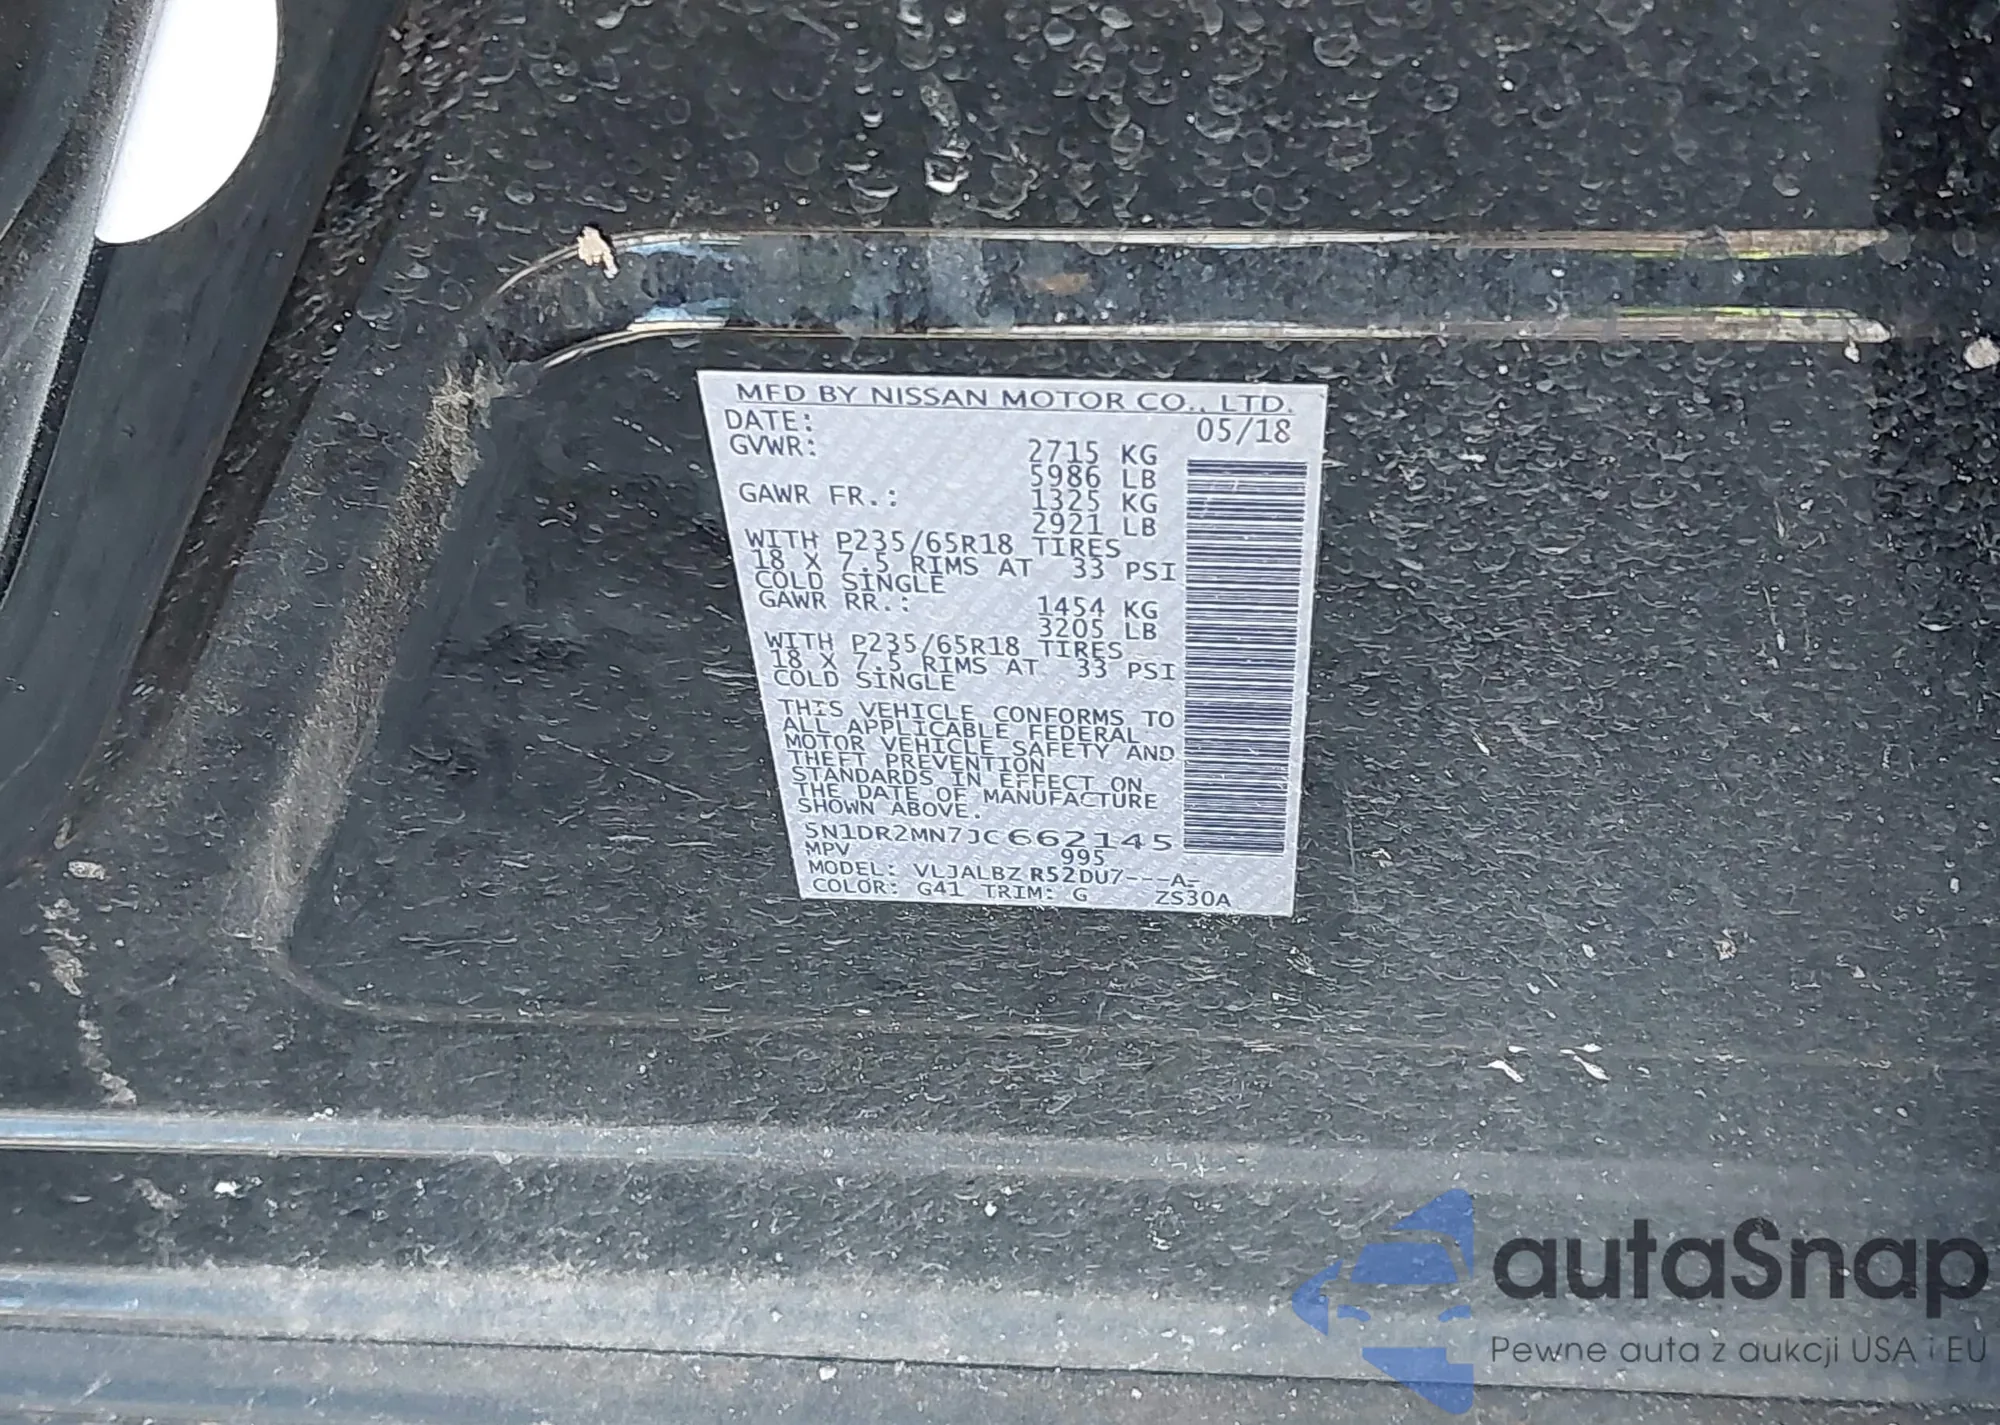 MFD BY NISSAN MOTOR CO., LTD.
DATE: 05/18
GVWR: 2715 KG
5986 LB
GAWR FR.: 1325 KG
2921 LB
WITH P235/65R18 TIRES
18 X 7.5 RIMS AT 33 PSI
COLD SINGLE
GAWR RR.: 1454 KG
3205 LB
WITH P235/65R18 TIRES
18 X 7.5 RIMS AT 33 PSI
COLD SINGLE
THIS VEHICLE CONFORMS TO
ALL APPLICABLE FEDERAL
MOTOR VEHICLE SAFETY AND
THEFT PREVENTION
STANDARDS IN EFFECT ON
THE DATE OF MANUFACTURE
SHOWN ABOVE.
5N1DR2MN7JC662145
MPV 995
MODEL: VLJALBZ R52DU7---A-
COLOR: G41 TRIM: G ZS30A
autaSnap
Pewne auta z aukcji USA i EU